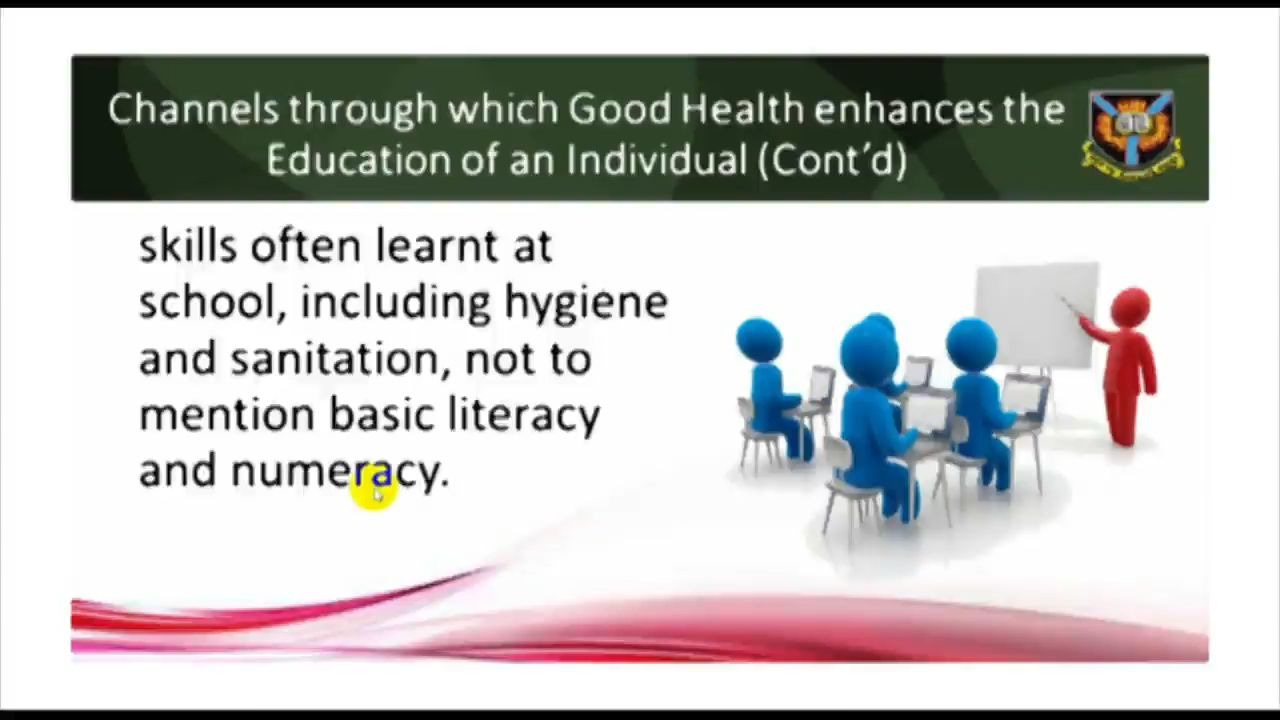 Channels through which Good Health enhances the
Education of an Individual (Cont’d)
skills often learnt at
school, including hygiene
and sanitation, not to
mention basic literacy
and numeracy.